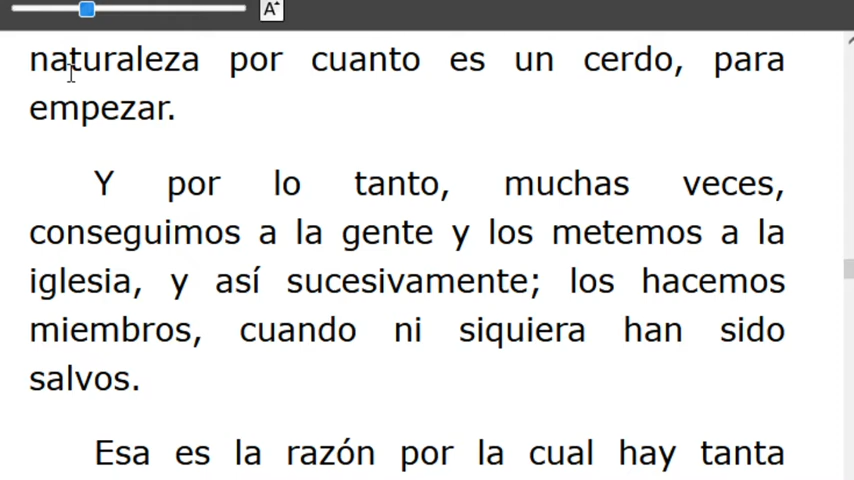 A
naturaleza por cuanto es un cerdo, para
empezar.
Y por lo tanto, muchas veces,
conseguimos a la gente y los metemos a la
iglesia, y así sucesivamente; los hacemos
miembros, cuando ni siquiera han sido
salvos.
Esa es la razón por la cual hay tanta